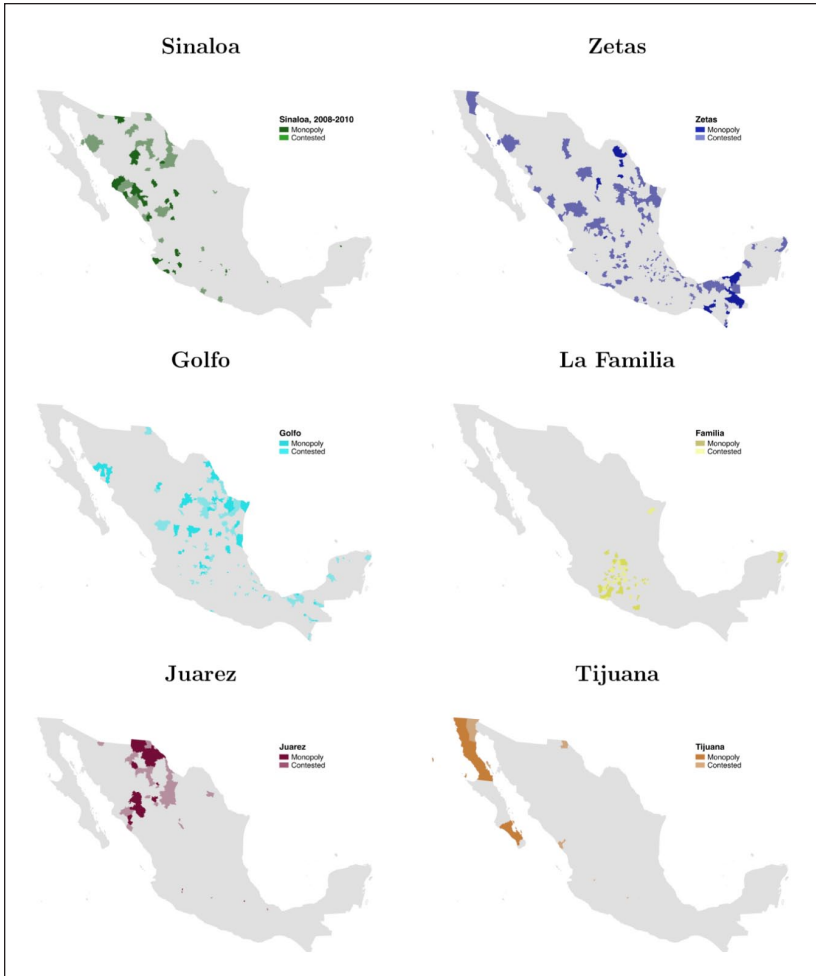 Sinaloa
Zetas
Sinaloa, 2008-2010
Monopoly
Contested
Zetas
Monopoly
Contested
Golfo
La Familia
Golfo
Monopoly
Contested
Familia
Monopoly
Contested
Juarez
Tijuana
Juarez
Monopoly
Contested
Tijuana
Monopoly
Contested